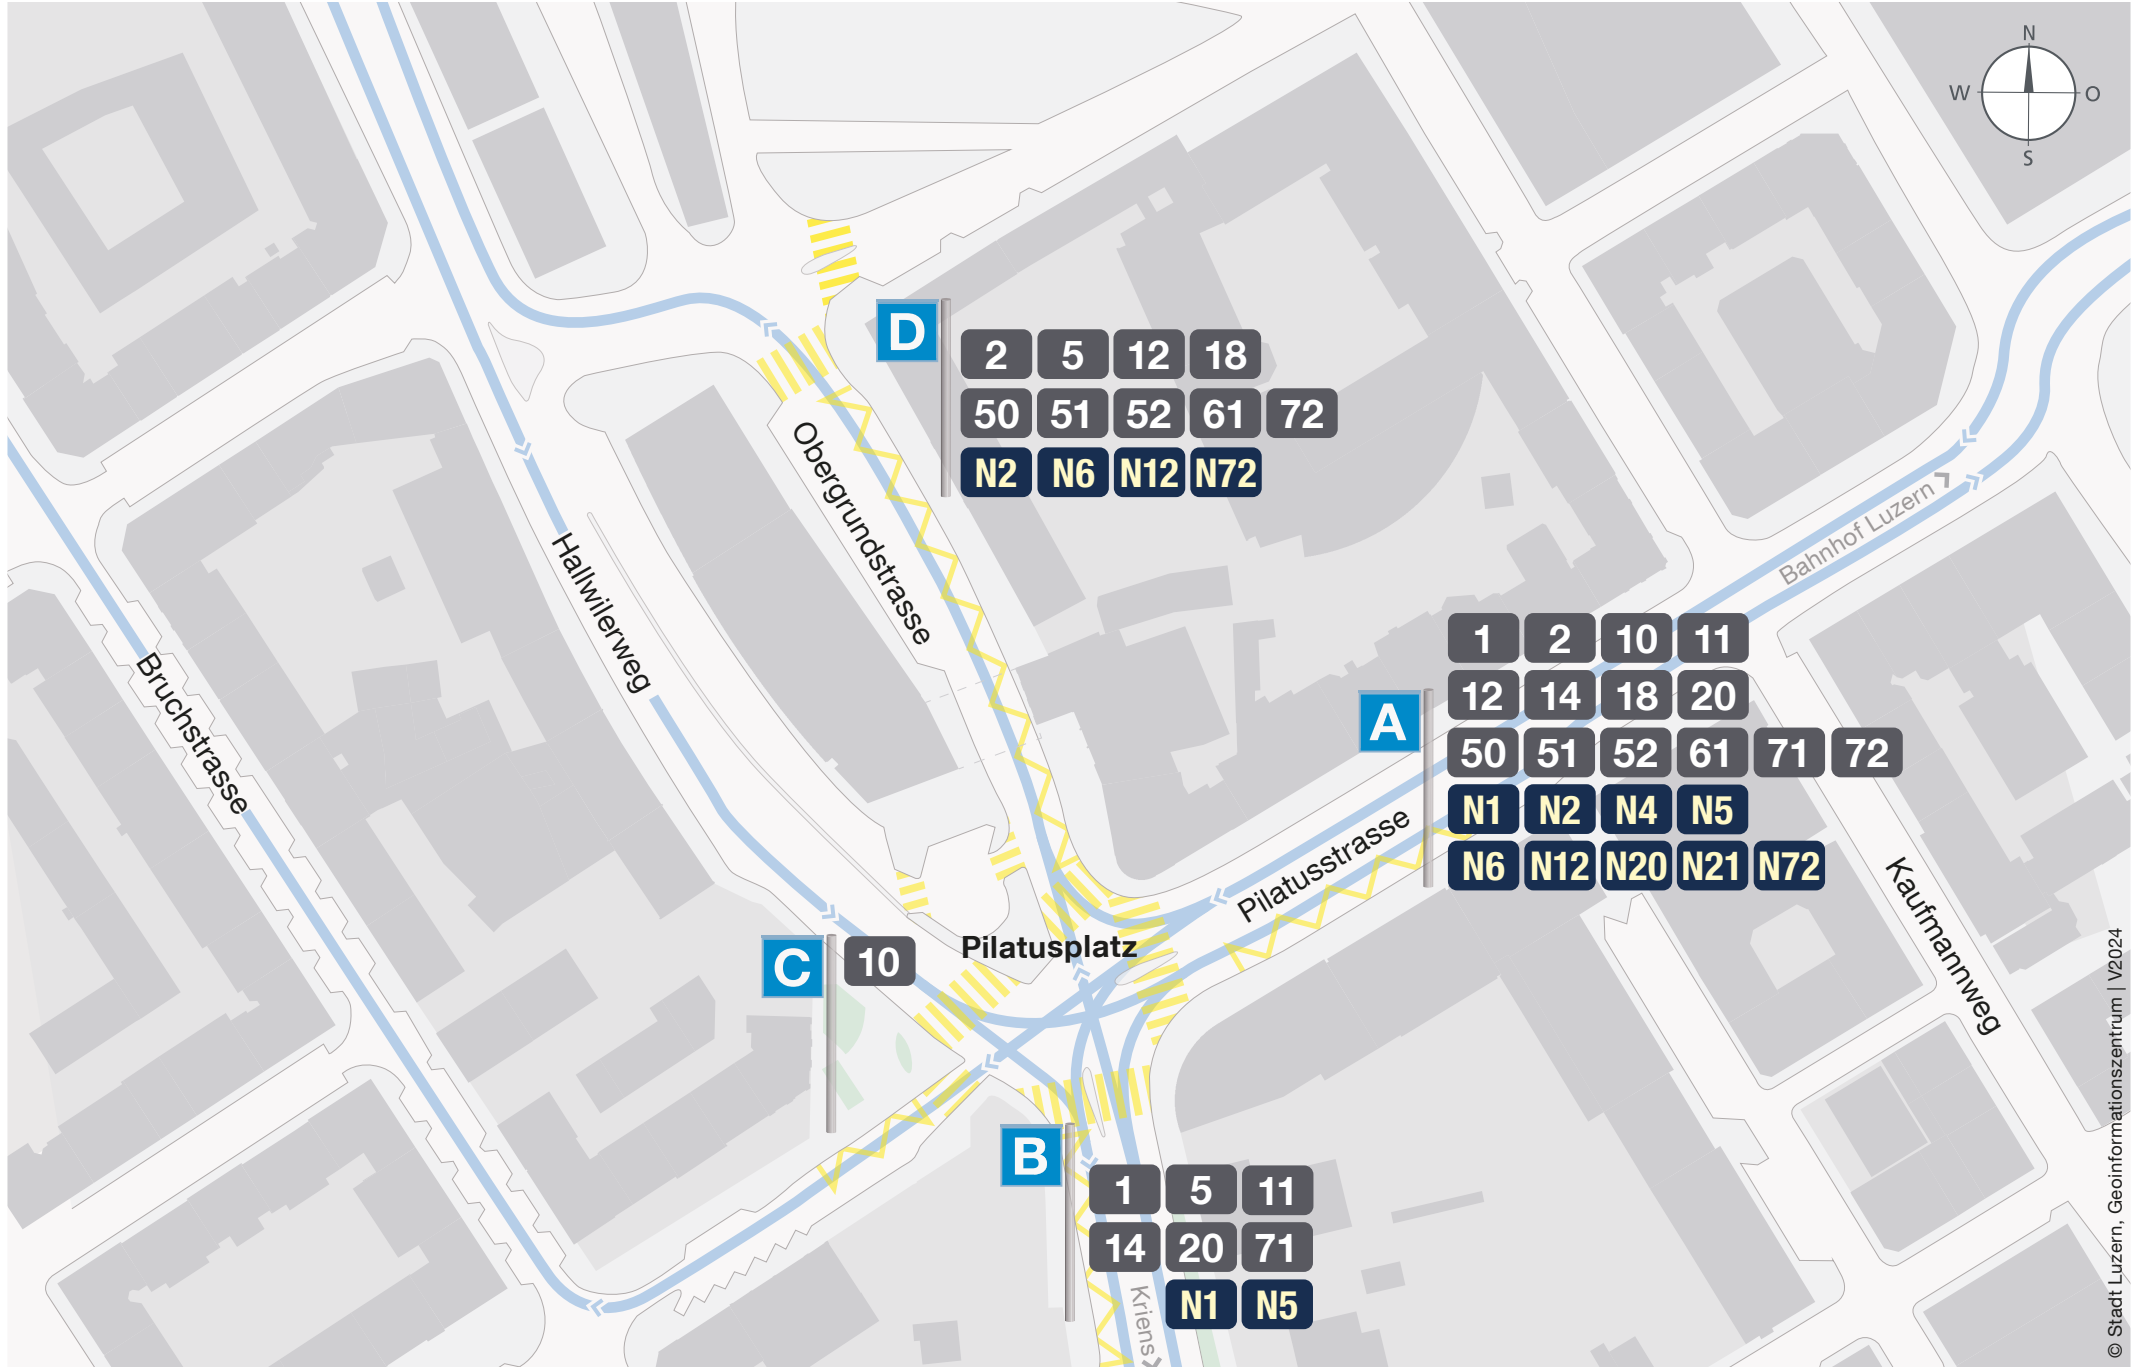 N
W O
S
D
2 5 12 18
50 51 52 61 72
N2 N6 N12 N72
Obergrundstrasse
Hallwilerweg
Bruchstrasse
Bahnhof Luzern
A
1 2 10 11
12 14 18 20
50 51 52 61 71 72
N1 N2 N4 N5
N6 N12 N20 N21 N72
Pilatusstrasse
Kaufmannweg
Pilatusplatz
C
10
B
1 5 11
14 20 71
N1 N5
Kriens
© Stadt Luzern, Geoinformationszentrum | V2024